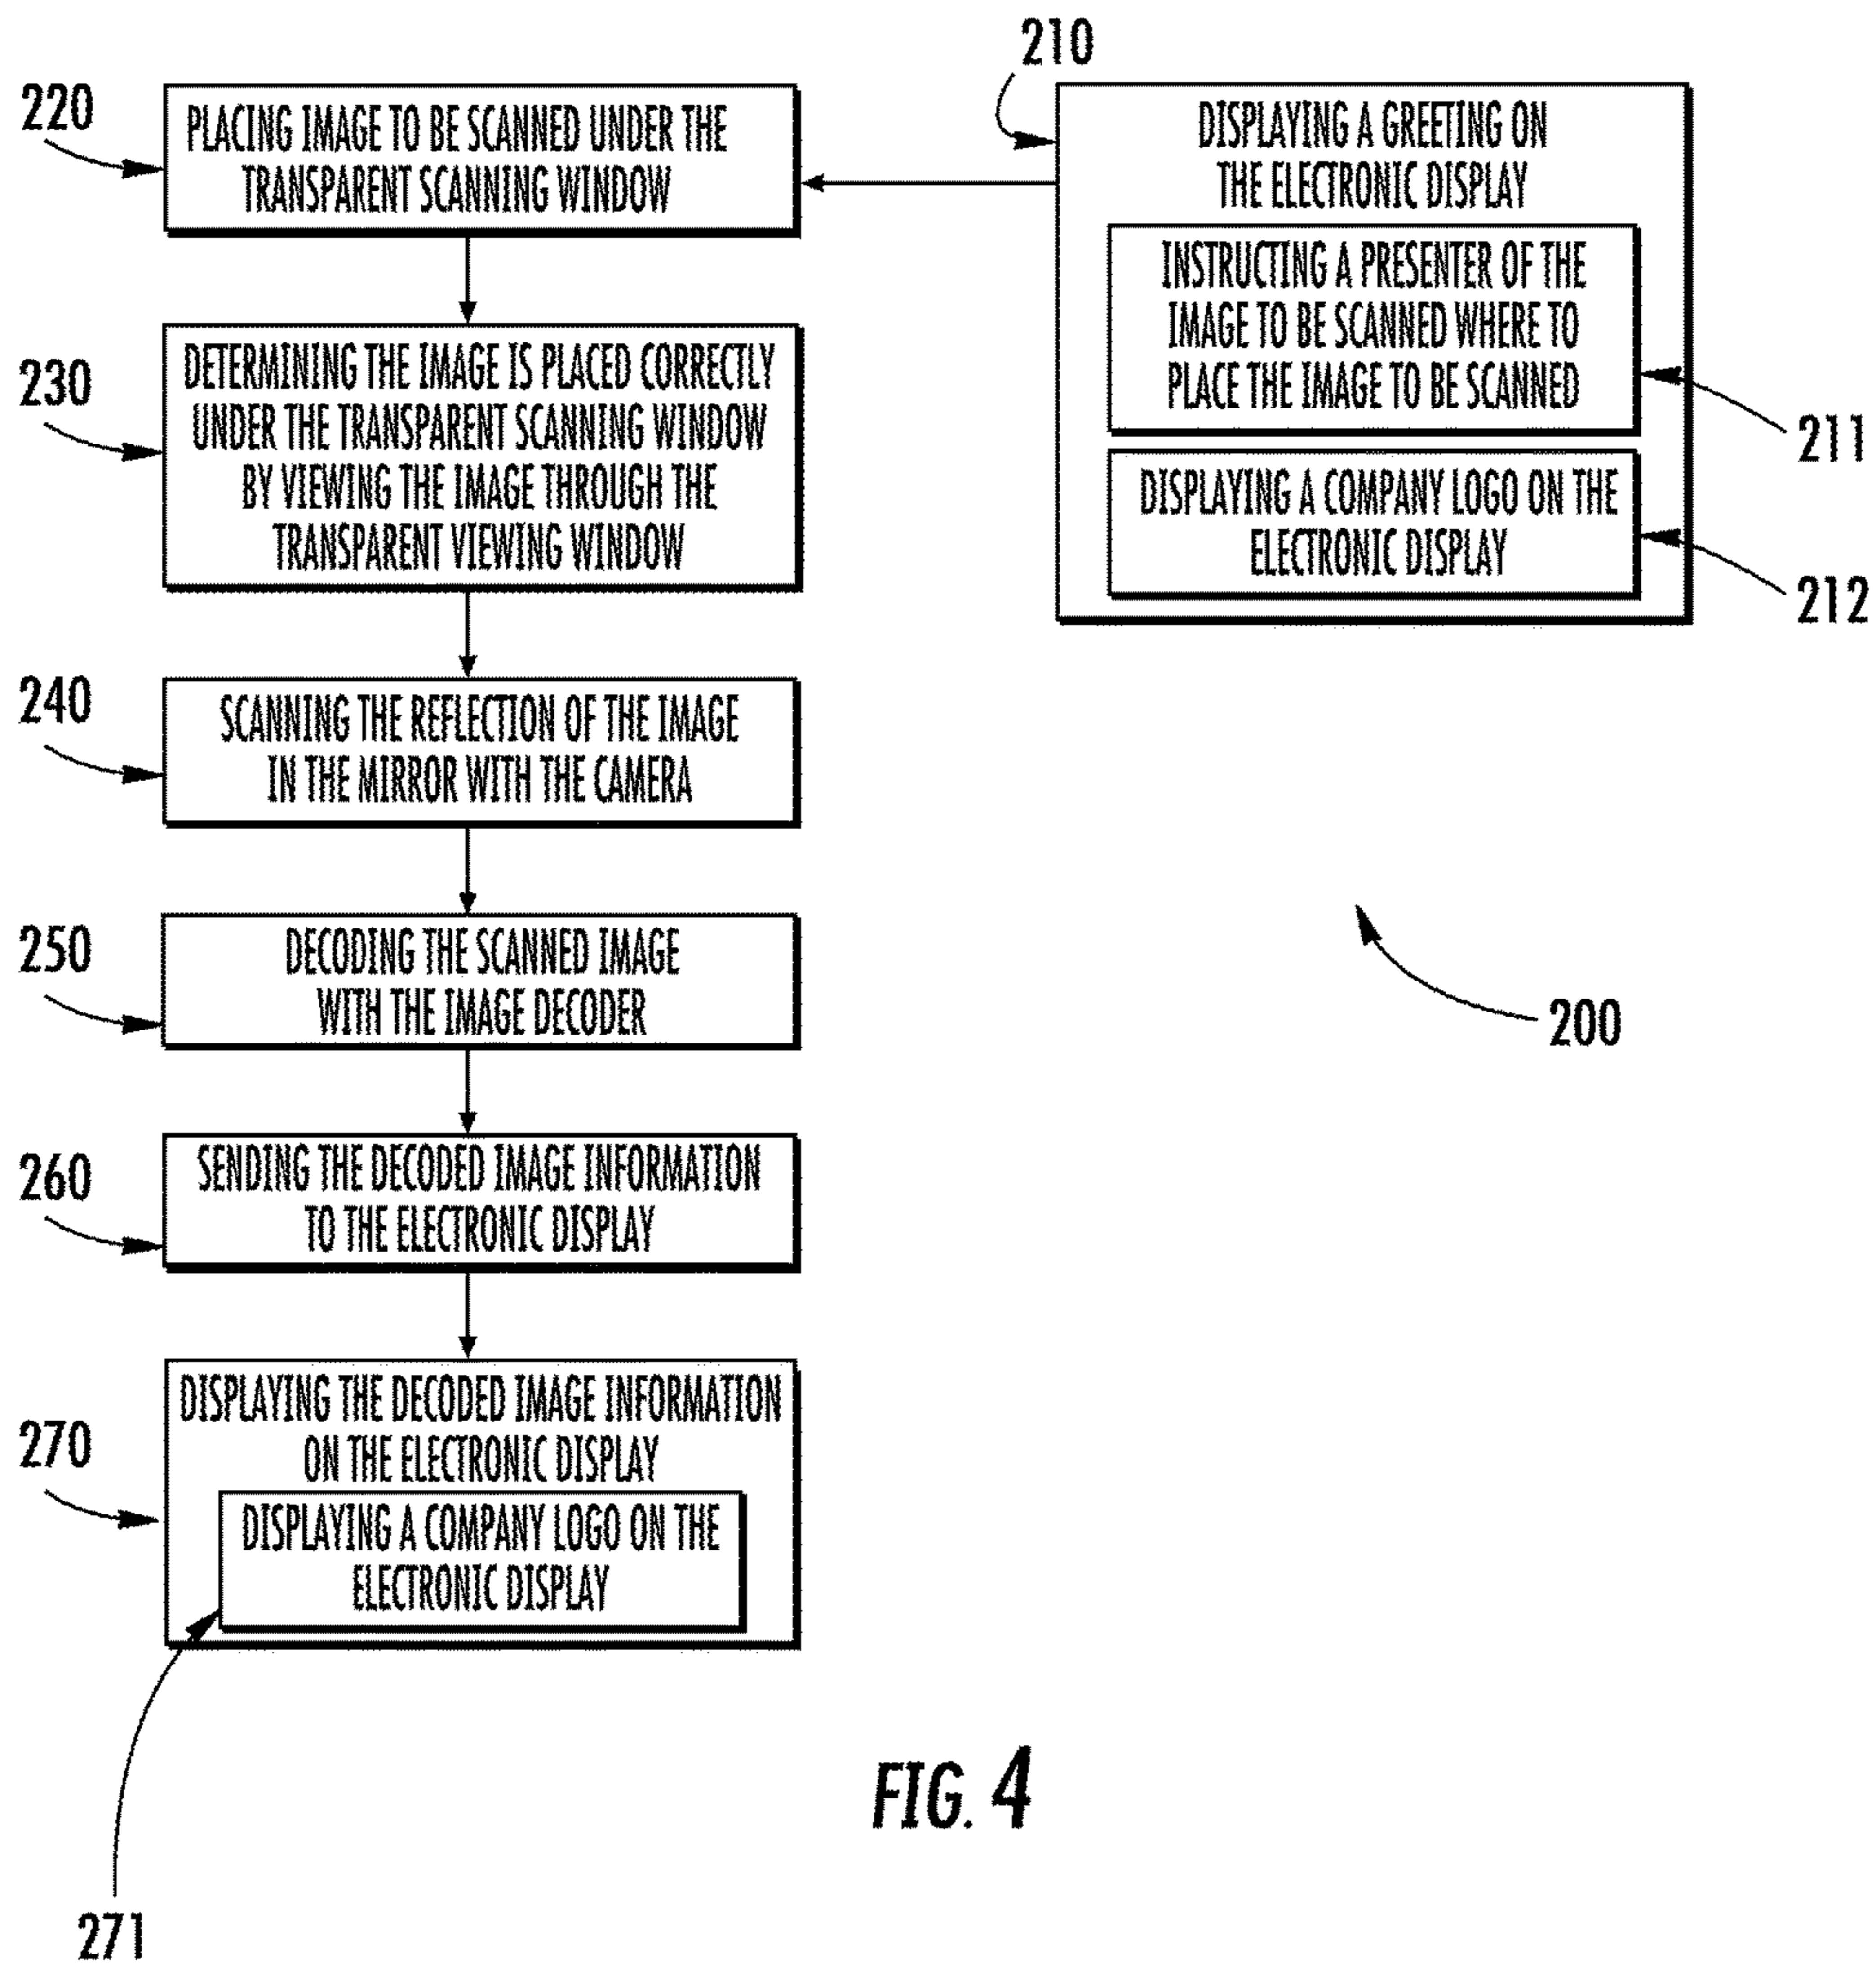 210
220
PLACING IMAGE TO BE SCANNED UNDER THE
TRANSPARENT SCANNING WINDOW
DISPLAYING A GREETING ON
THE ELECTRONIC DISPLAY
INSTRUCTING A PRESENTER OF THE
IMAGE TO BE SCANNED WHERE TO
PLACE THE IMAGE TO BE SCANNED
211
DISPLAYING A COMPANY LOGO ON THE
ELECTRONIC DISPLAY
212
230
DETERMINING THE IMAGE IS PLACED CORRECTLY
UNDER THE TRANSPARENT SCANNING WINDOW
BY VIEWING THE IMAGE THROUGH THE
TRANSPARENT VIEWING WINDOW
240
SCANNING THE REFLECTION OF THE IMAGE
IN THE MIRROR WITH THE CAMERA
250
DECODING THE SCANNED IMAGE
WITH THE IMAGE DECODER
200
260
SENDING THE DECODED IMAGE INFORMATION
TO THE ELECTRONIC DISPLAY
270
DISPLAYING THE DECODED IMAGE INFORMATION
ON THE ELECTRONIC DISPLAY
DISPLAYING A COMPANY LOGO ON THE
ELECTRONIC DISPLAY
271
FIG. 4